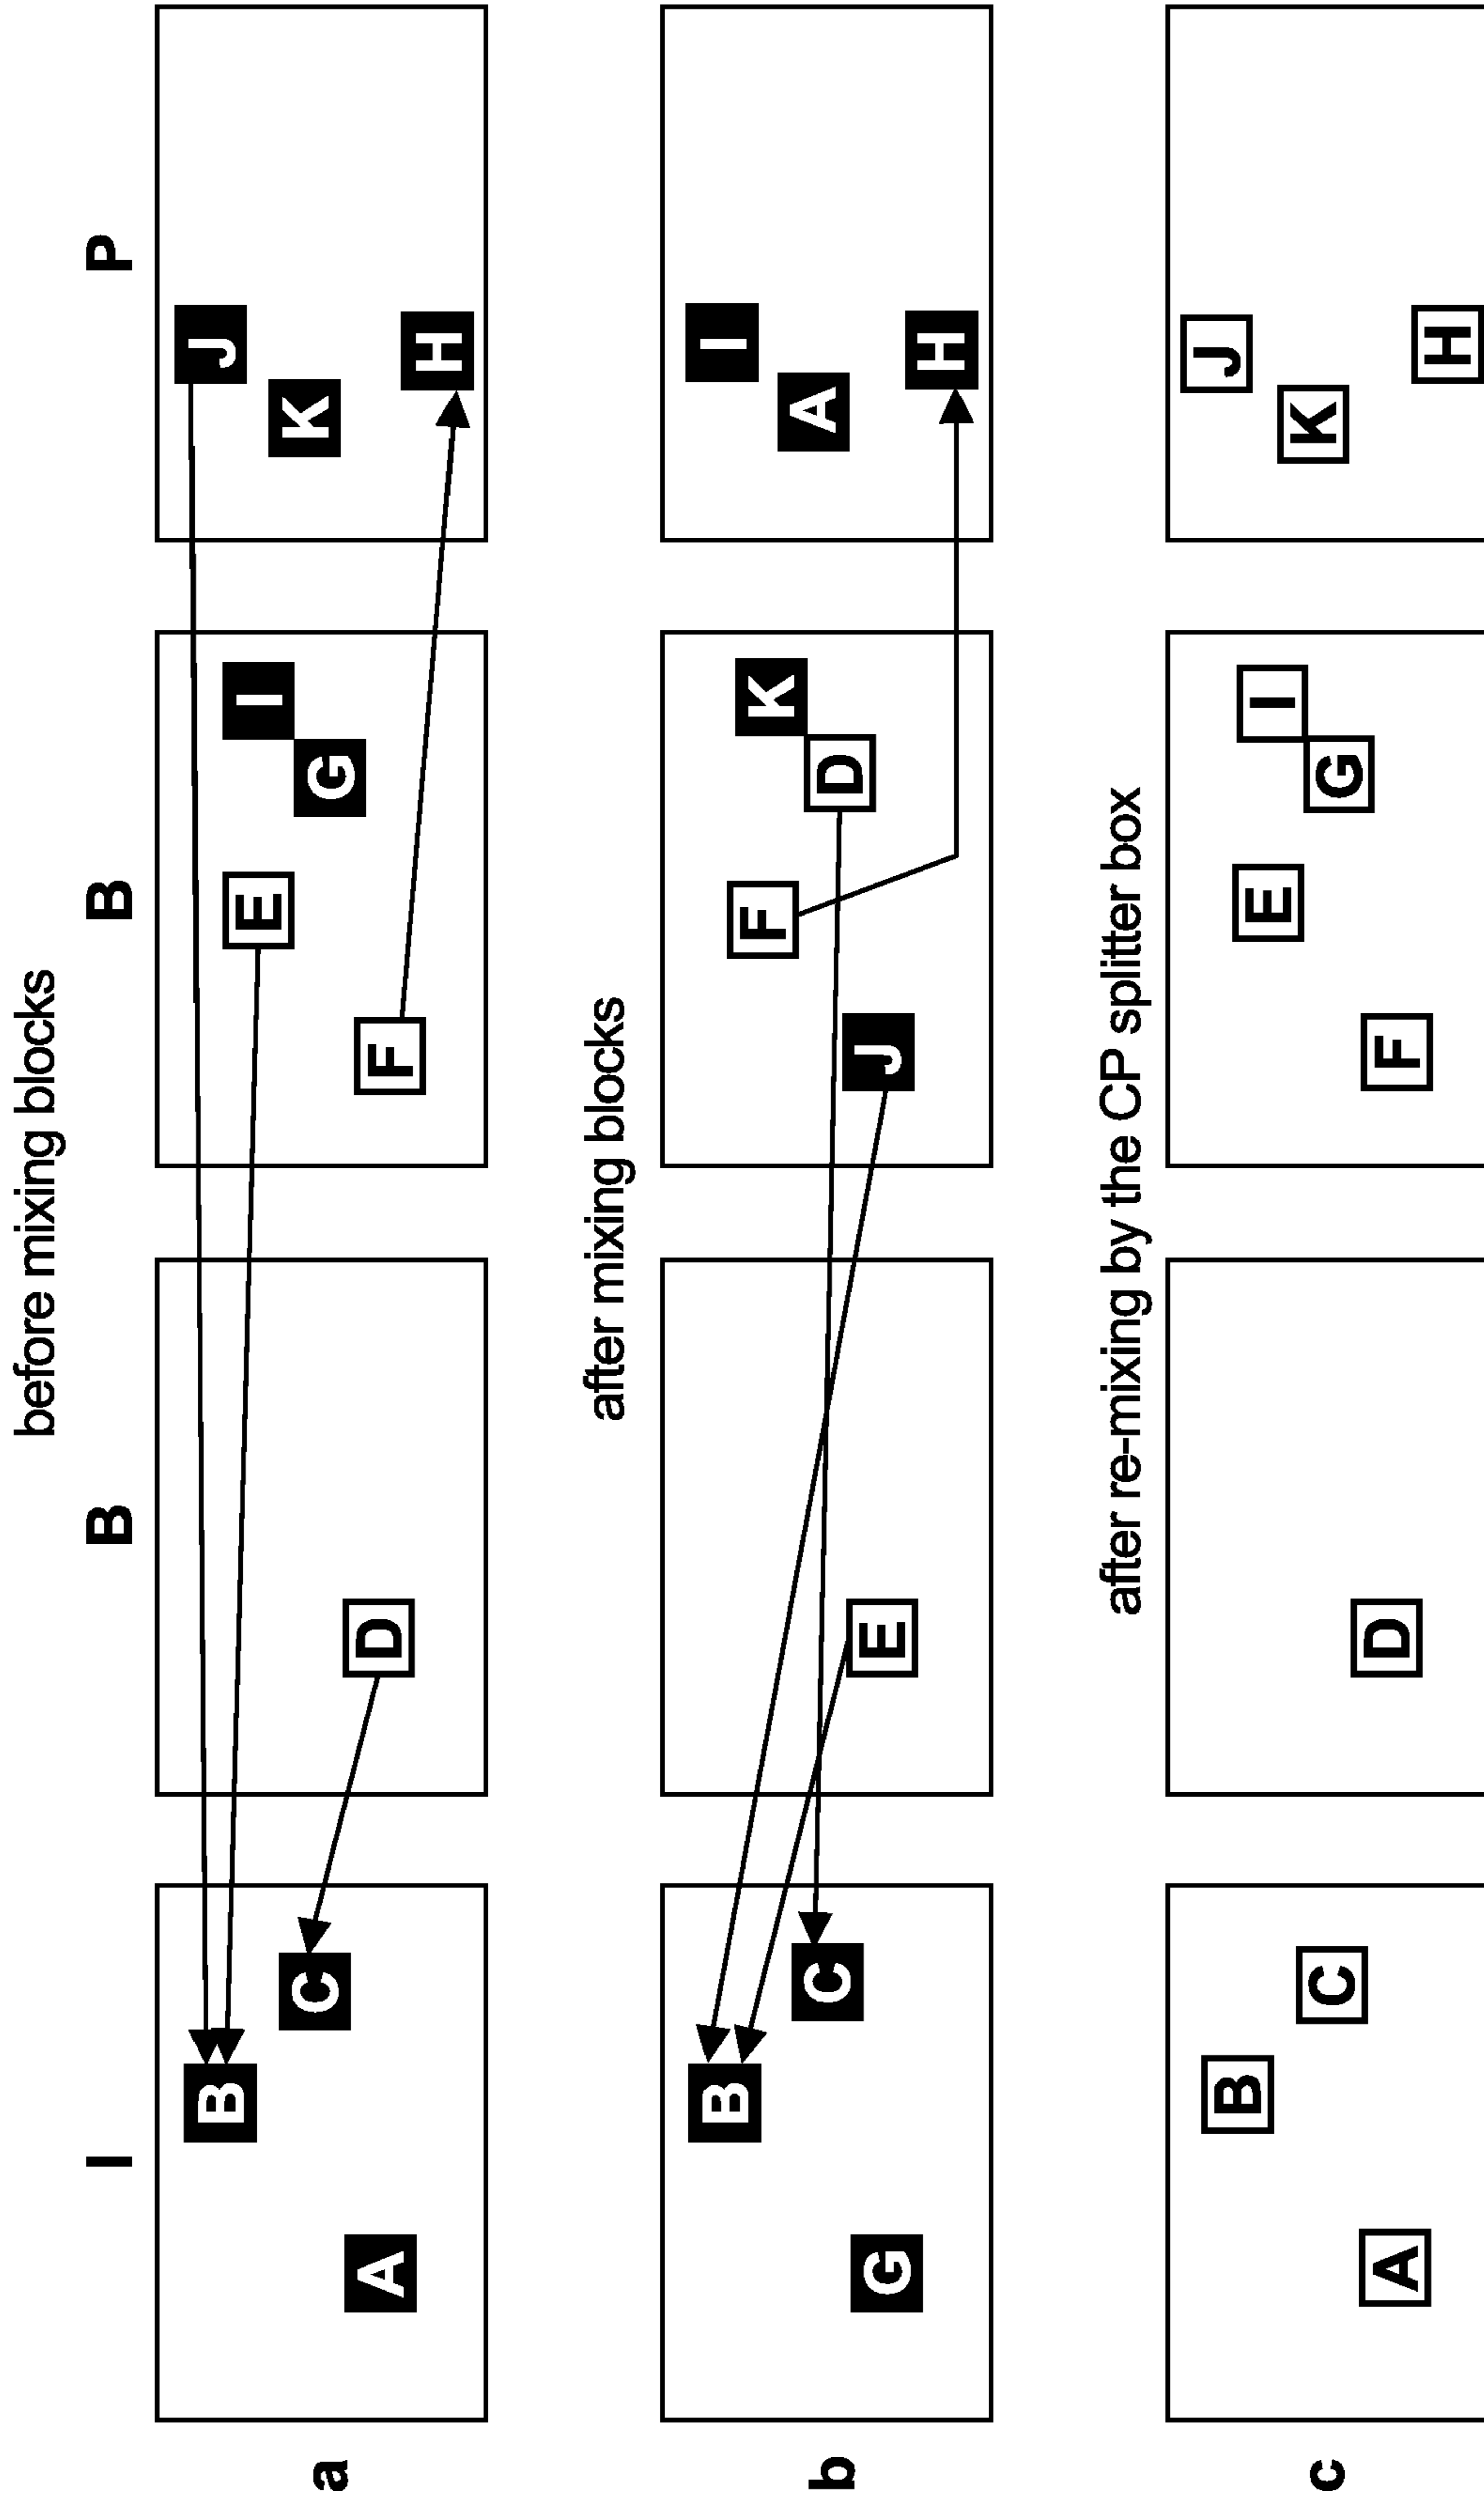 before mixing blocks
I B B P
B E I J
a C G K
A D F H
after mixing blocks
B F K I
b C D A
G E J H
after re-mixing by the CP splitter box
B E I J
c C G K
A D F H